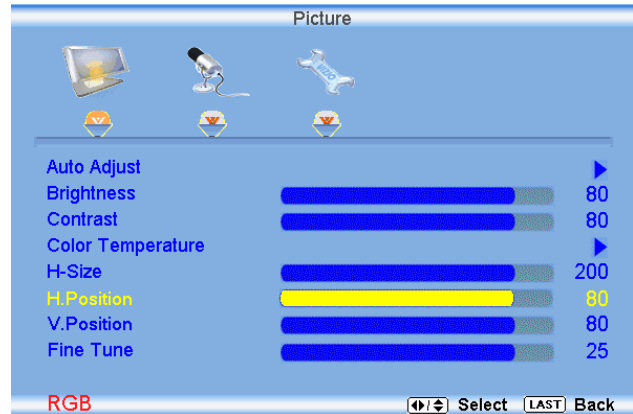 Picture
VIZIO
Auto Adjust
Brightness 80
Contrast 80
Color Temperature
H-Size 200
H.Position 80
V.Position 80
Fine Tune 25
RGB Select LAST Back